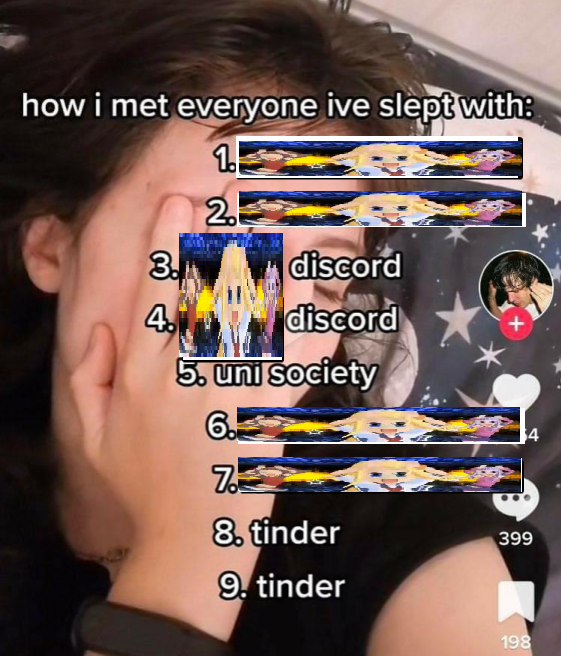 how i met everyone ive slept with:
1.
2.
3. discord
4. discord
5. uni society
6.
7.
8. tinder
9. tinder
399
198